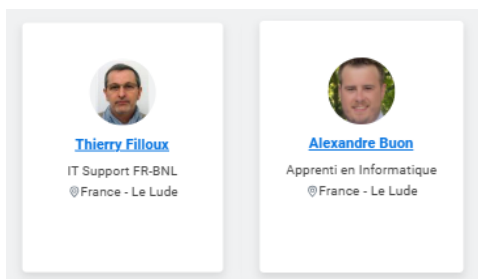 Thierry Filloux
IT Support FR-BNL
France - Le Lude
Alexandre Buon
Apprenti en Informatique
France - Le Lude